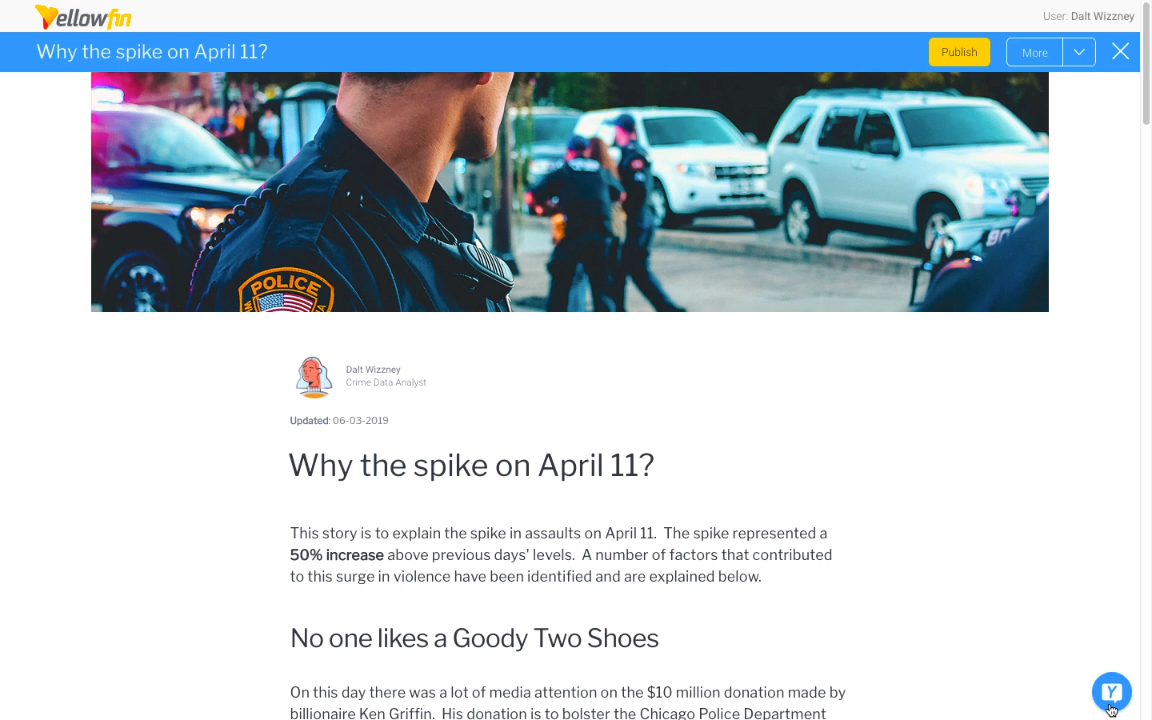 Yellowfin
User: Dalt Wizzney
Why the spike on April 11?
Publish
More
POLICE
Dalt Wizzney
Crime Data Analyst
Updated: 06-03-2019
Why the spike on April 11?
This story is to explain the spike in assaults on April 11. The spike represented a
50% increase above previous days' levels. A number of factors that contributed
to this surge in violence have been identified and are explained below.
No one likes a Goody Two Shoes
On this day there was a lot of media attention on the $10 million donation made by
billionaire Ken Griffin. His donation is to bolster the Chicago Police Department
Y